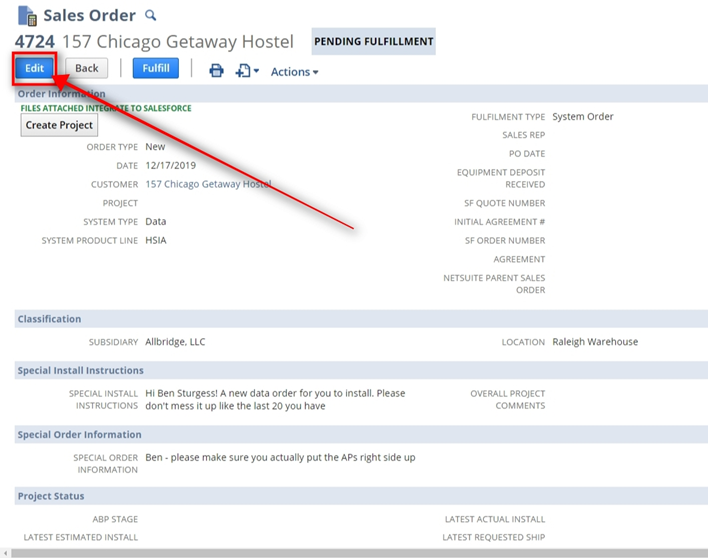 Sales Order
4724 157 Chicago Getaway Hostel PENDING FULFILLMENT
Edit Back Fulfill Actions
Order Information
FILES ATTACHED INTEGRATE TO SALESFORCE
Create Project
ORDER TYPE New
DATE 12/17/2019
CUSTOMER 157 Chicago Getaway Hostel
PROJECT
SYSTEM TYPE Data
SYSTEM PRODUCT LINE HSIA
FULFILMENT TYPE System Order
SALES REP
PO DATE
EQUIPMENT DEPOSIT
RECEIVED
SF QUOTE NUMBER
INITIAL AGREEMENT #
SF ORDER NUMBER
AGREEMENT
NETSUITE PARENT SALES
ORDER
Classification
SUBSIDIARY Allbridge, LLC
LOCATION Raleigh Warehouse
Special Install Instructions
SPECIAL INSTALL Hi Ben Sturgess! A new data order for you to install. Please
INSTRUCTIONS don't mess it up like the last 20 you have
OVERALL PROJECT
COMMENTS
Special Order Information
SPECIAL ORDER Ben - please make sure you actually put the APs right side up
INFORMATION
Project Status
ABP STAGE
LATEST ESTIMATED INSTALL
LATEST ACTUAL INSTALL
LATEST REQUESTED SHIP